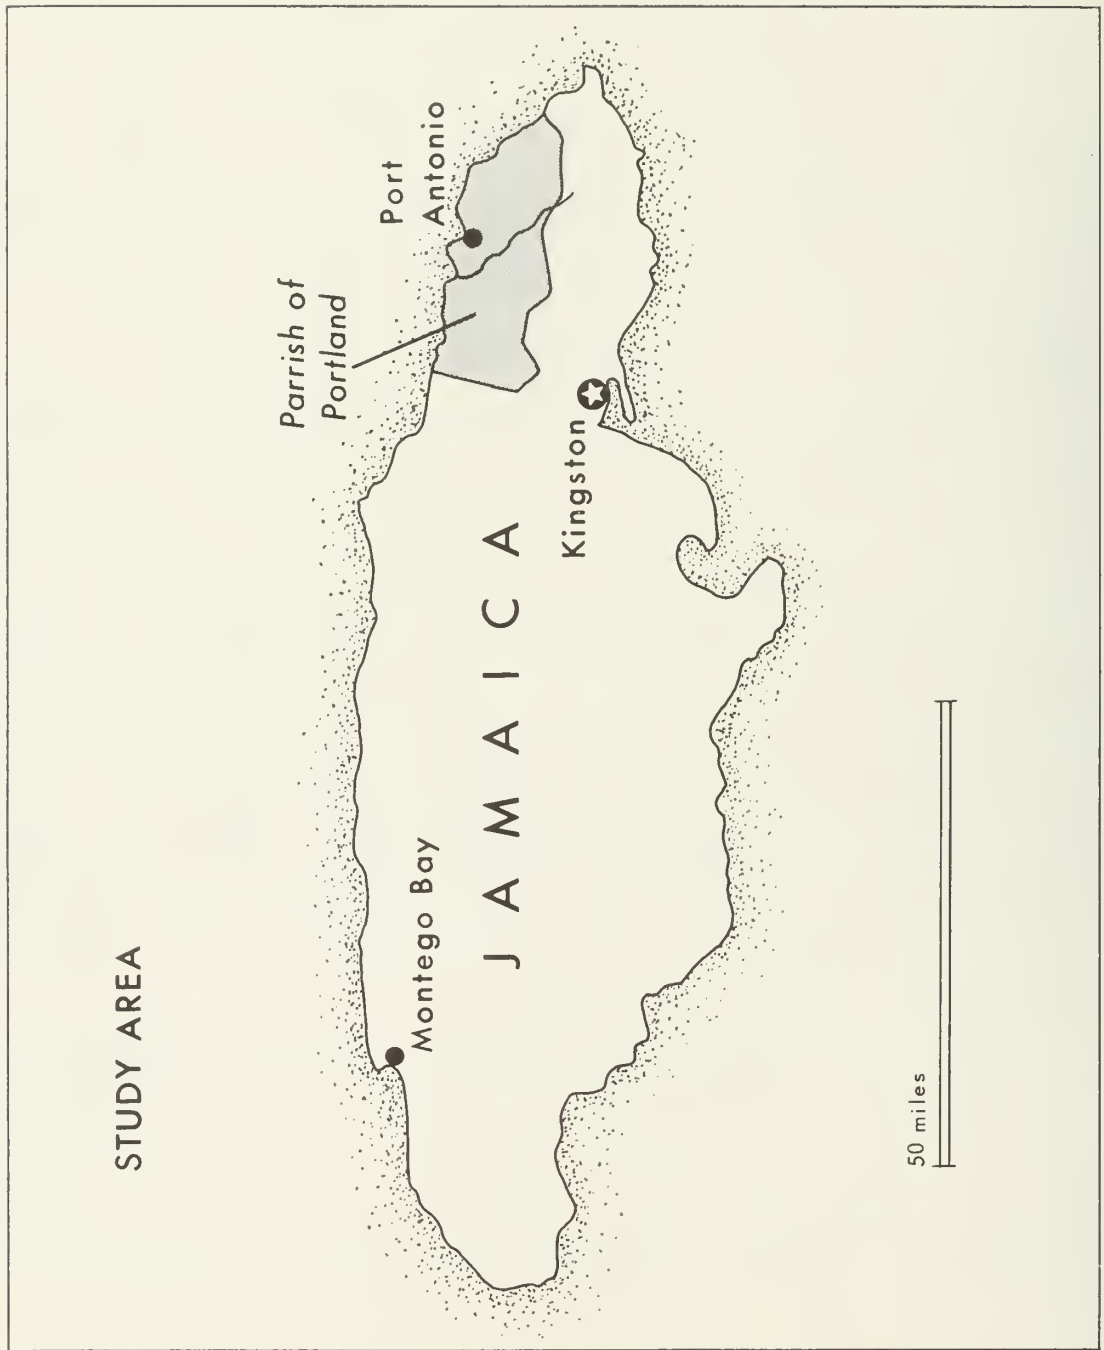 STUDY AREA
Parrish of
Portland
Port
Antonio
Montego Bay
JAMAICA
Kingston
50 miles